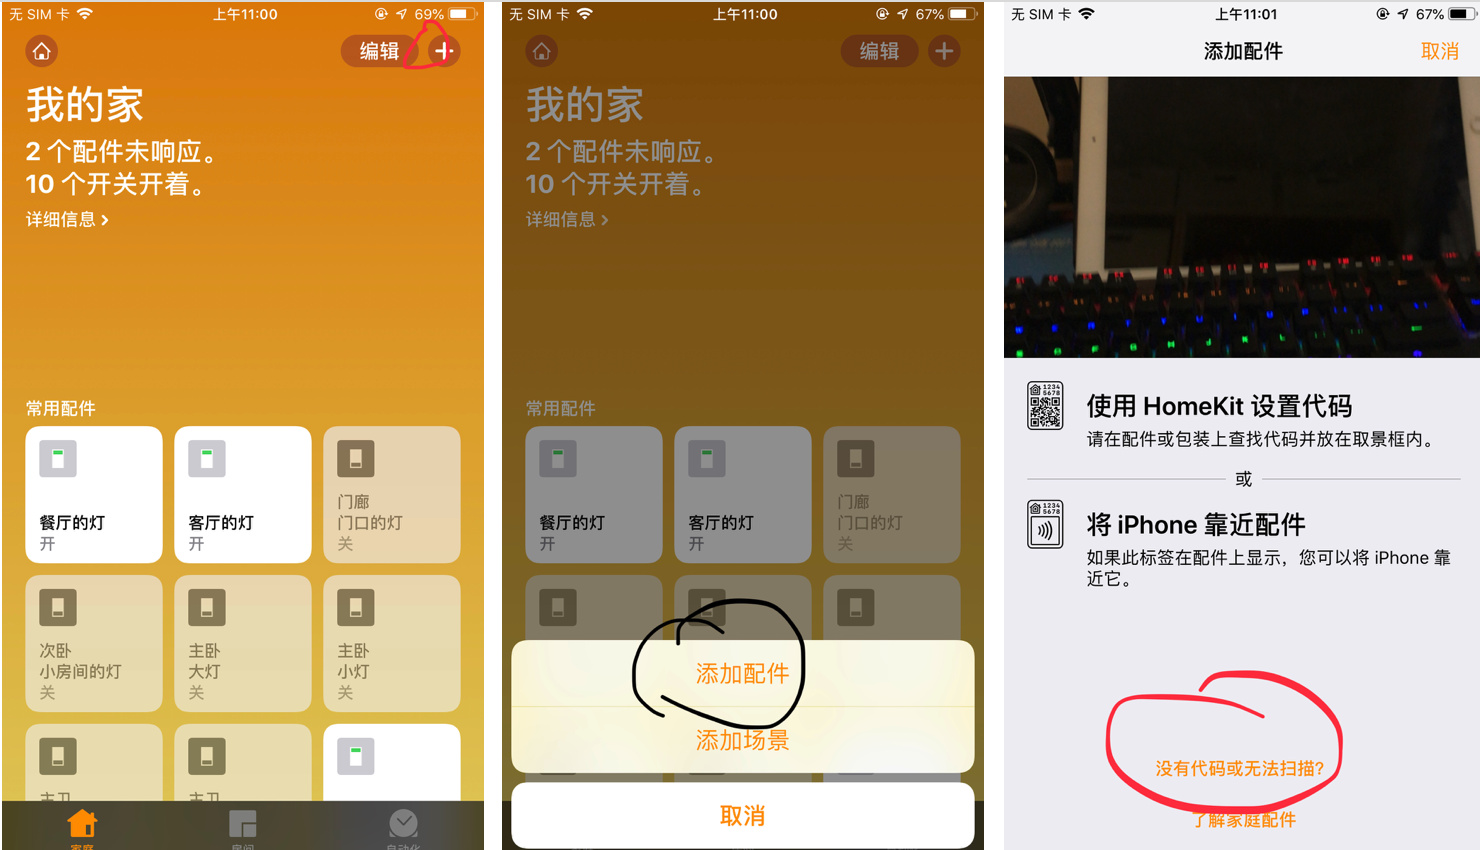 无 SIM 卡
上午11:00
69%
编辑
我的家
2 个配件未响应。
10 个开关开着。
详细信息
常用配件
餐厅的灯
开
客厅的灯
开
门廊
门口的灯
关
次卧
小房间的灯
关
主卧
大灯
关
主卧
小灯
关
主卫
主卫
家庭
房间
自动化
无 SIM 卡
上午11:00
67%
编辑
我的家
2 个配件未响应。
10 个开关开着。
详细信息
常用配件
餐厅的灯
开
客厅的灯
开
门廊
门口的灯
关
添加配件
添加场景
取消
无 SIM 卡
上午11:01
67%
添加配件
取消
1234
5678
使用 HomeKit 设置代码
请在配件或包装上查找代码并放在取景框内。
或
1234
5678
将 iPhone 靠近配件
如果此标签在配件上显示，您可以将 iPhone 靠
近它。
没有代码或无法扫描?
了解家庭配件